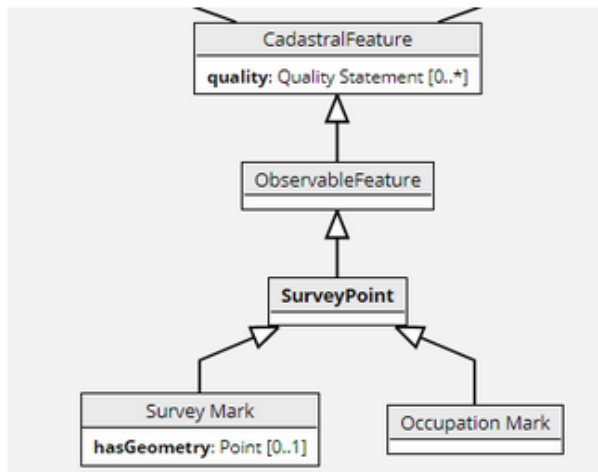 CadastralFeature
quality: Quality Statement [0..*]
ObservableFeature
SurveyPoint
Survey Mark
hasGeometry: Point [0..1]
Occupation Mark